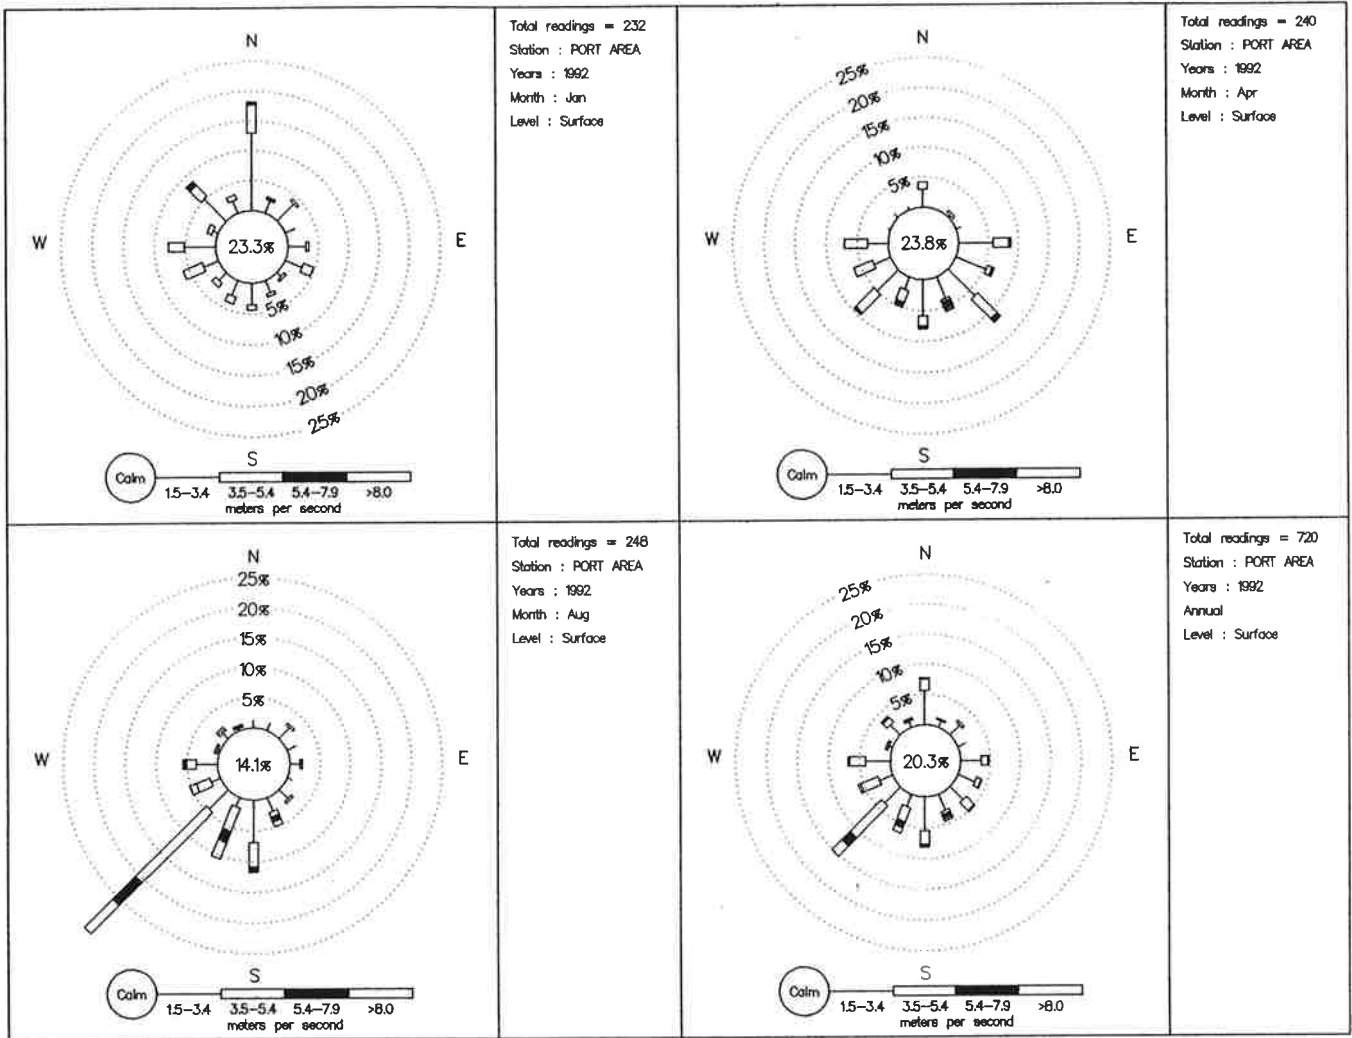 N
W
E
S
23.3%
5%
10%
15%
20%
25%
Calm
1.5–3.4 3.5–5.4 5.4–7.9 >8.0
meters per second
Total readings = 232
Station : PORT AREA
Years : 1992
Month : Jan
Level : Surface
N
25%
20%
15%
10%
5%
W
23.8%
E
S
Calm
1.5–3.4 3.5–5.4 5.4–7.9 >8.0
meters per second
Total readings = 240
Station : PORT AREA
Years : 1992
Month : Apr
Level : Surface
N
25%
20%
15%
10%
5%
W
14.1%
E
S
Calm
1.5–3.4 3.5–5.4 5.4–7.9 >8.0
meters per second
Total readings = 248
Station : PORT AREA
Years : 1992
Month : Aug
Level : Surface
N
25%
20%
15%
10%
5%
W
20.3%
E
S
Calm
1.5–3.4 3.5–5.4 5.4–7.9 >8.0
meters per second
Total readings = 720
Station : PORT AREA
Years : 1992
Annual
Level : Surface